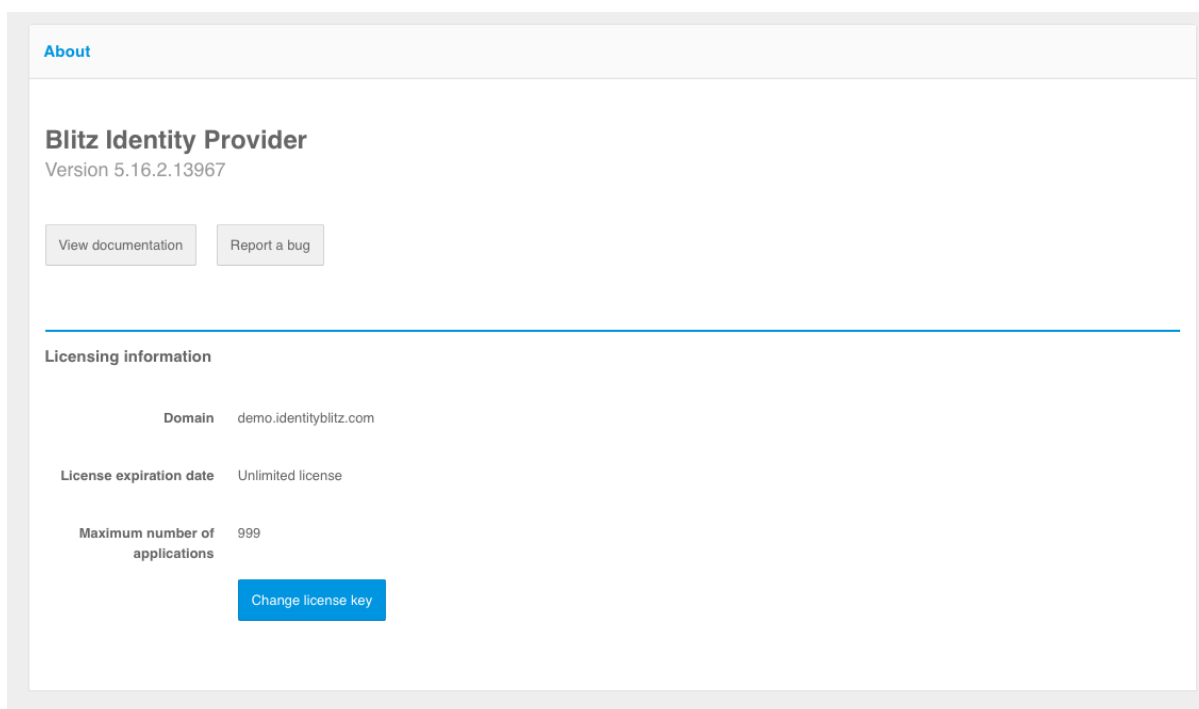 About
Blitz Identity Provider
Version 5.16.2.13967
View documentation
Report a bug
Licensing information
Domain demo.identityblitz.com
License expiration date Unlimited license
Maximum number of 999
applications
Change license key